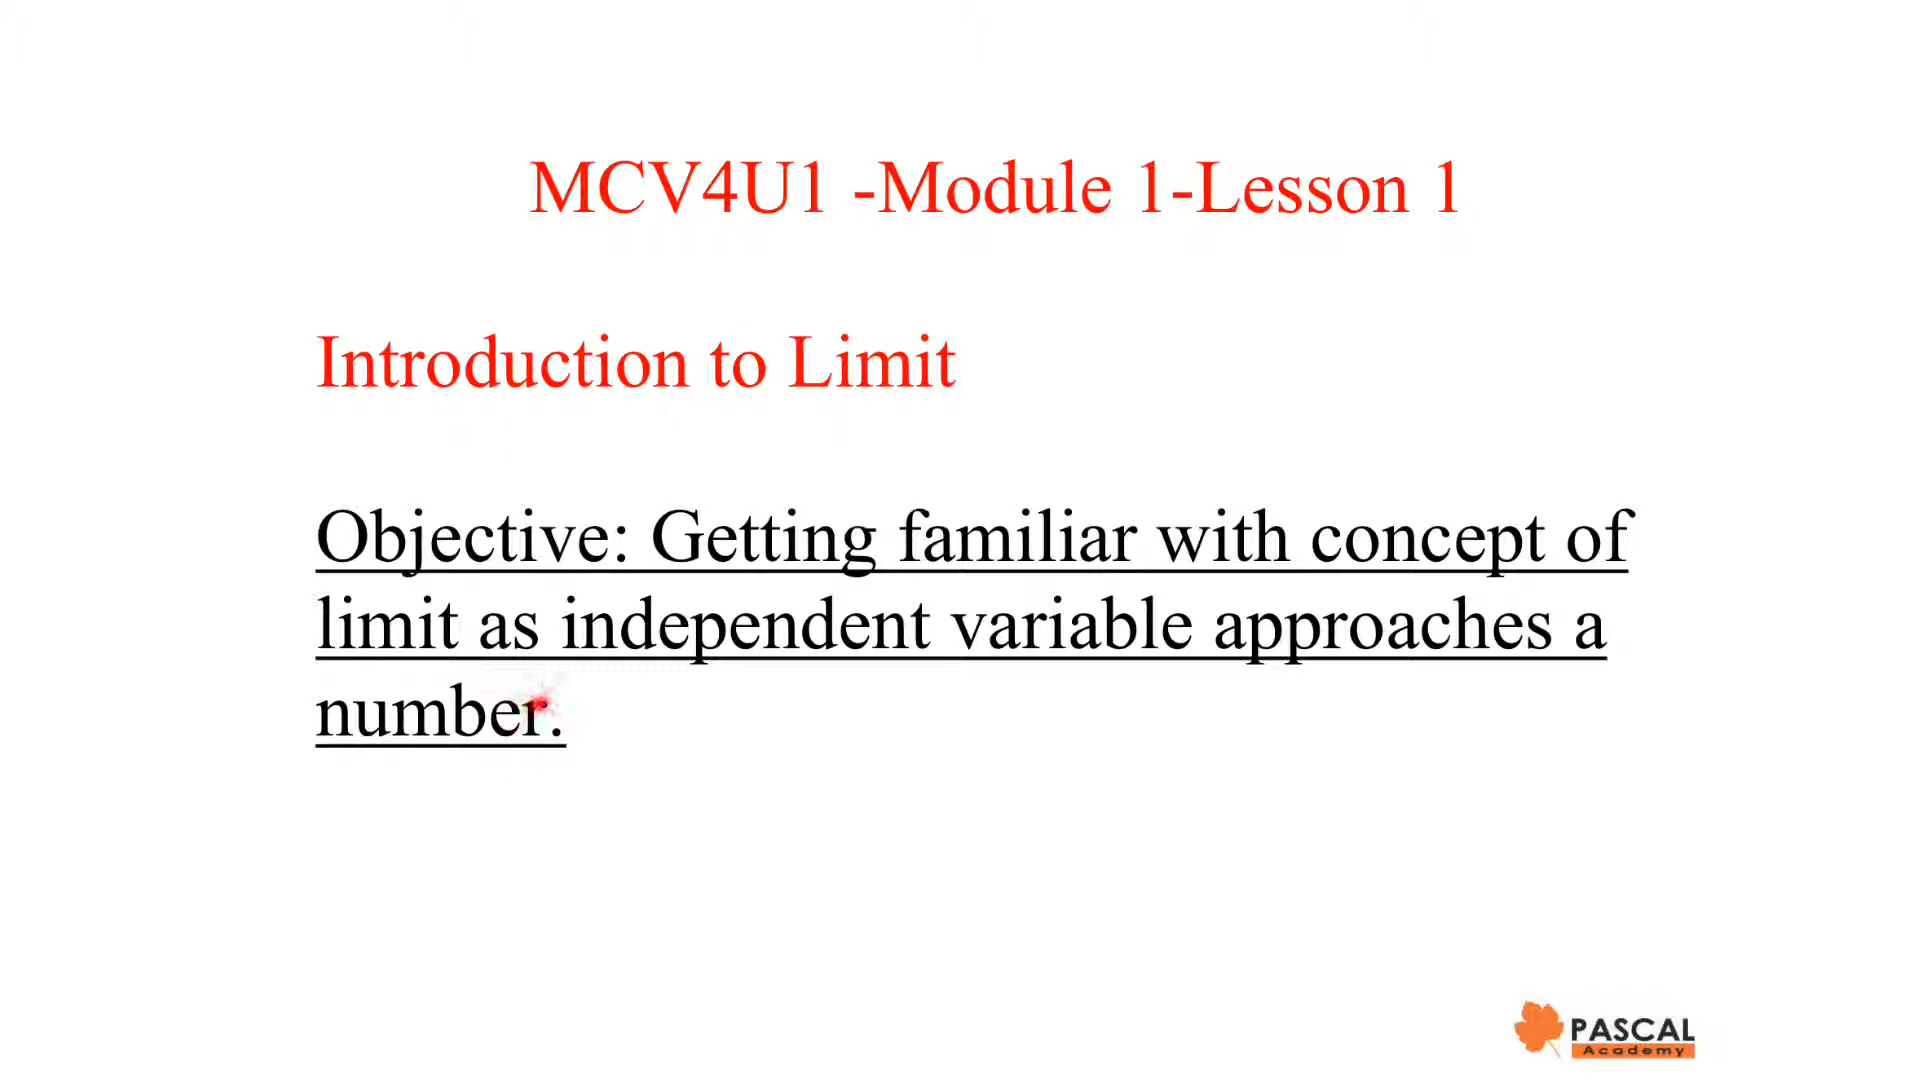 MCV4U1 -Module 1-Lesson 1
Introduction to Limit
Objective: Getting familiar with concept of
limit as independent variable approaches a
number.
PASCAL
Academy